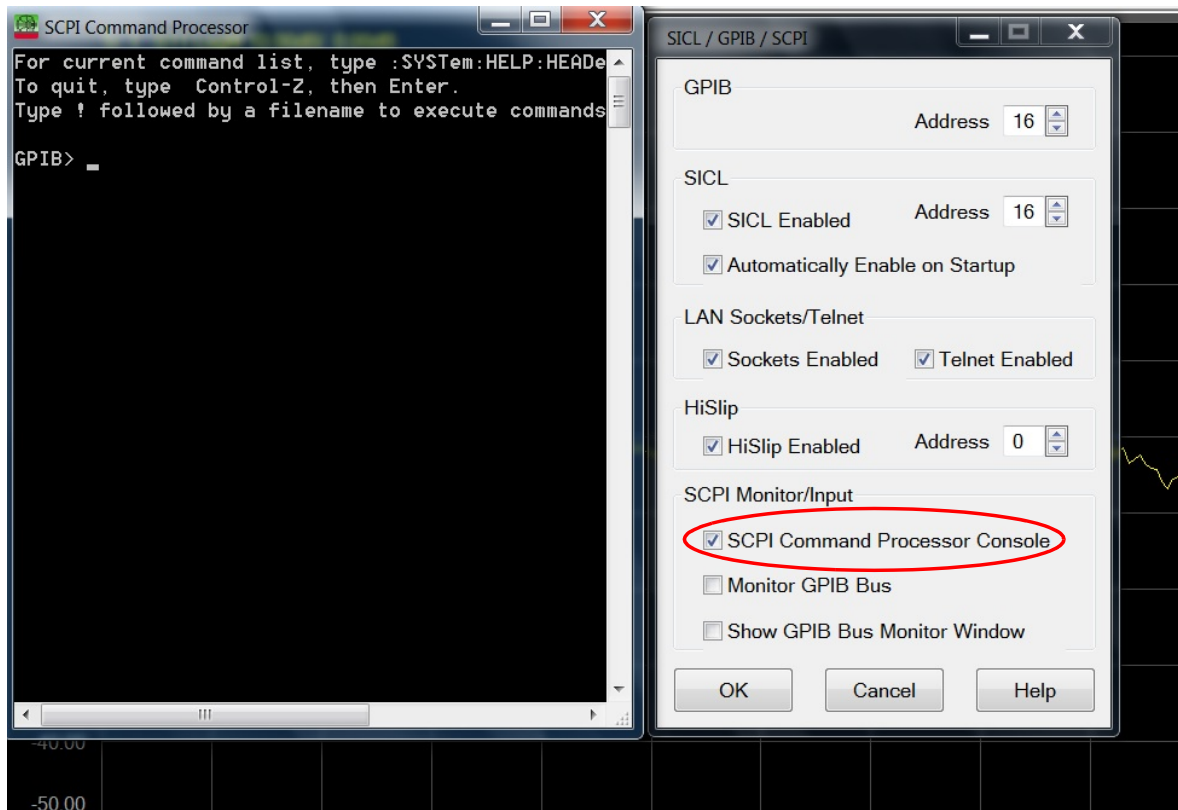 SCPI Command Processor
For current command list, type :SYSTem:HELP:HEADe
To quit, type Control-Z, then Enter.
Type ! followed by a filename to execute commands
GPIB> _
SICL / GPIB / SCPI
GPIB
Address 16
SICL
SICL Enabled Address 16
Automatically Enable on Startup
LAN Sockets/Telnet
Sockets Enabled Telnet Enabled
HiSlip
HiSlip Enabled Address 0
SCPI Monitor/Input
SCPI Command Processor Console
Monitor GPIB Bus
Show GPIB Bus Monitor Window
OK Cancel Help
-40.00
-50.00